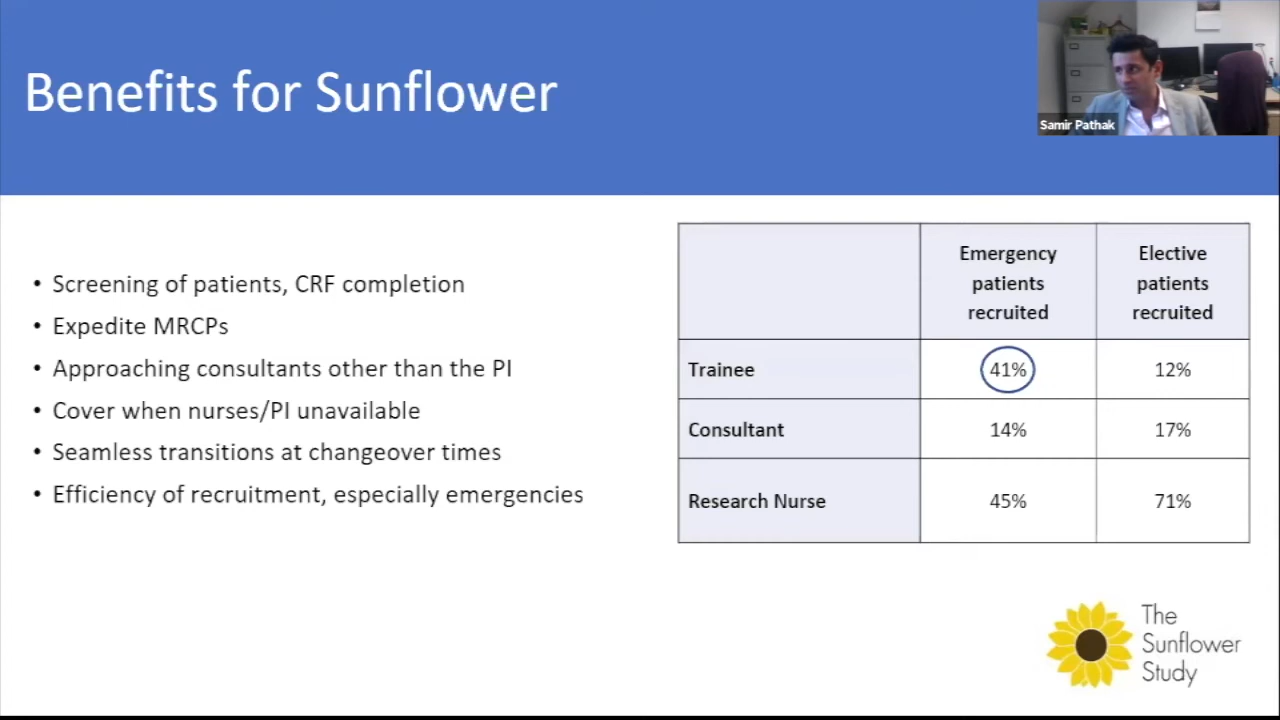 Benefits for Sunflower
Samir Pathak
• Screening of patients, CRF completion
• Expedite MRCPs
• Approaching consultants other than the PI
• Cover when nurses/PI unavailable
• Seamless transitions at changeover times
• Efficiency of recruitment, especially emergencies
Emergency
patients
recruited
Elective
patients
recruited
Trainee 41% 12%
Consultant 14% 17%
Research Nurse 45% 71%
The
Sunflower
Study